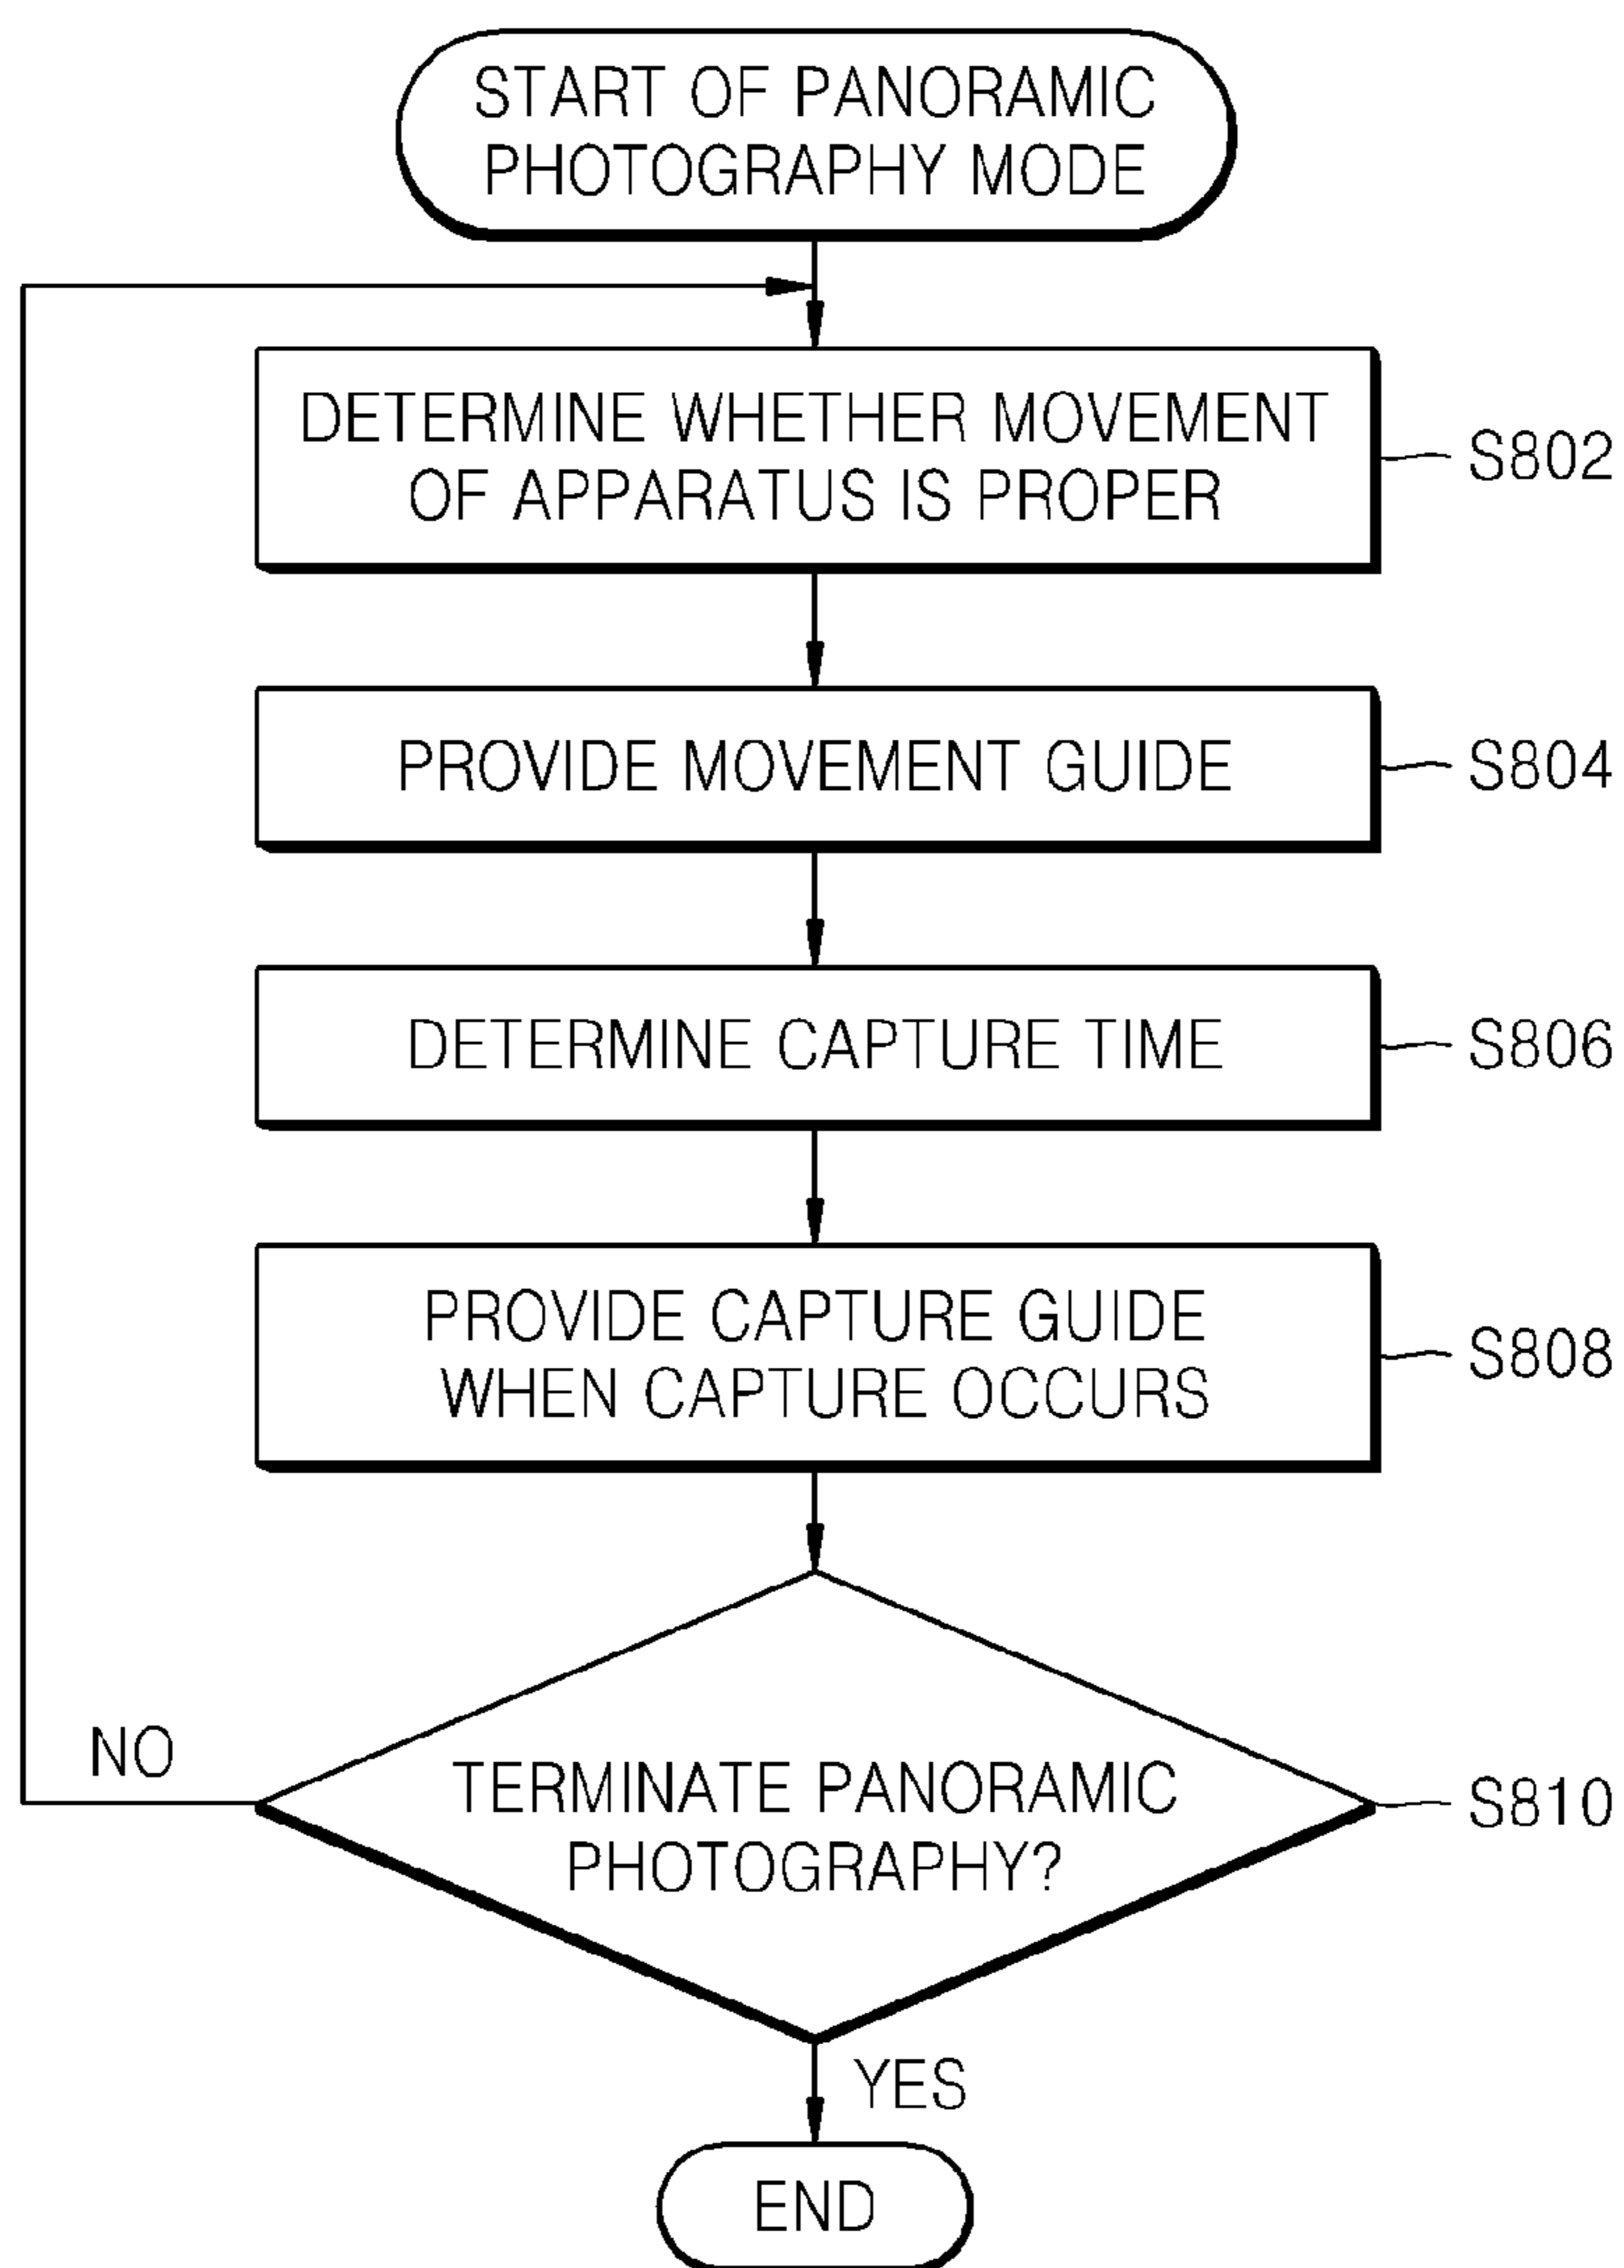 START OF PANORAMIC
PHOTOGRAPHY MODE
DETERMINE WHETHER MOVEMENT
OF APPARATUS IS PROPER
S802
PROVIDE MOVEMENT GUIDE
S804
DETERMINE CAPTURE TIME
S806
PROVIDE CAPTURE GUIDE
WHEN CAPTURE OCCURS
S808
NO
TERMINATE PANORAMIC
PHOTOGRAPHY?
S810
YES
END